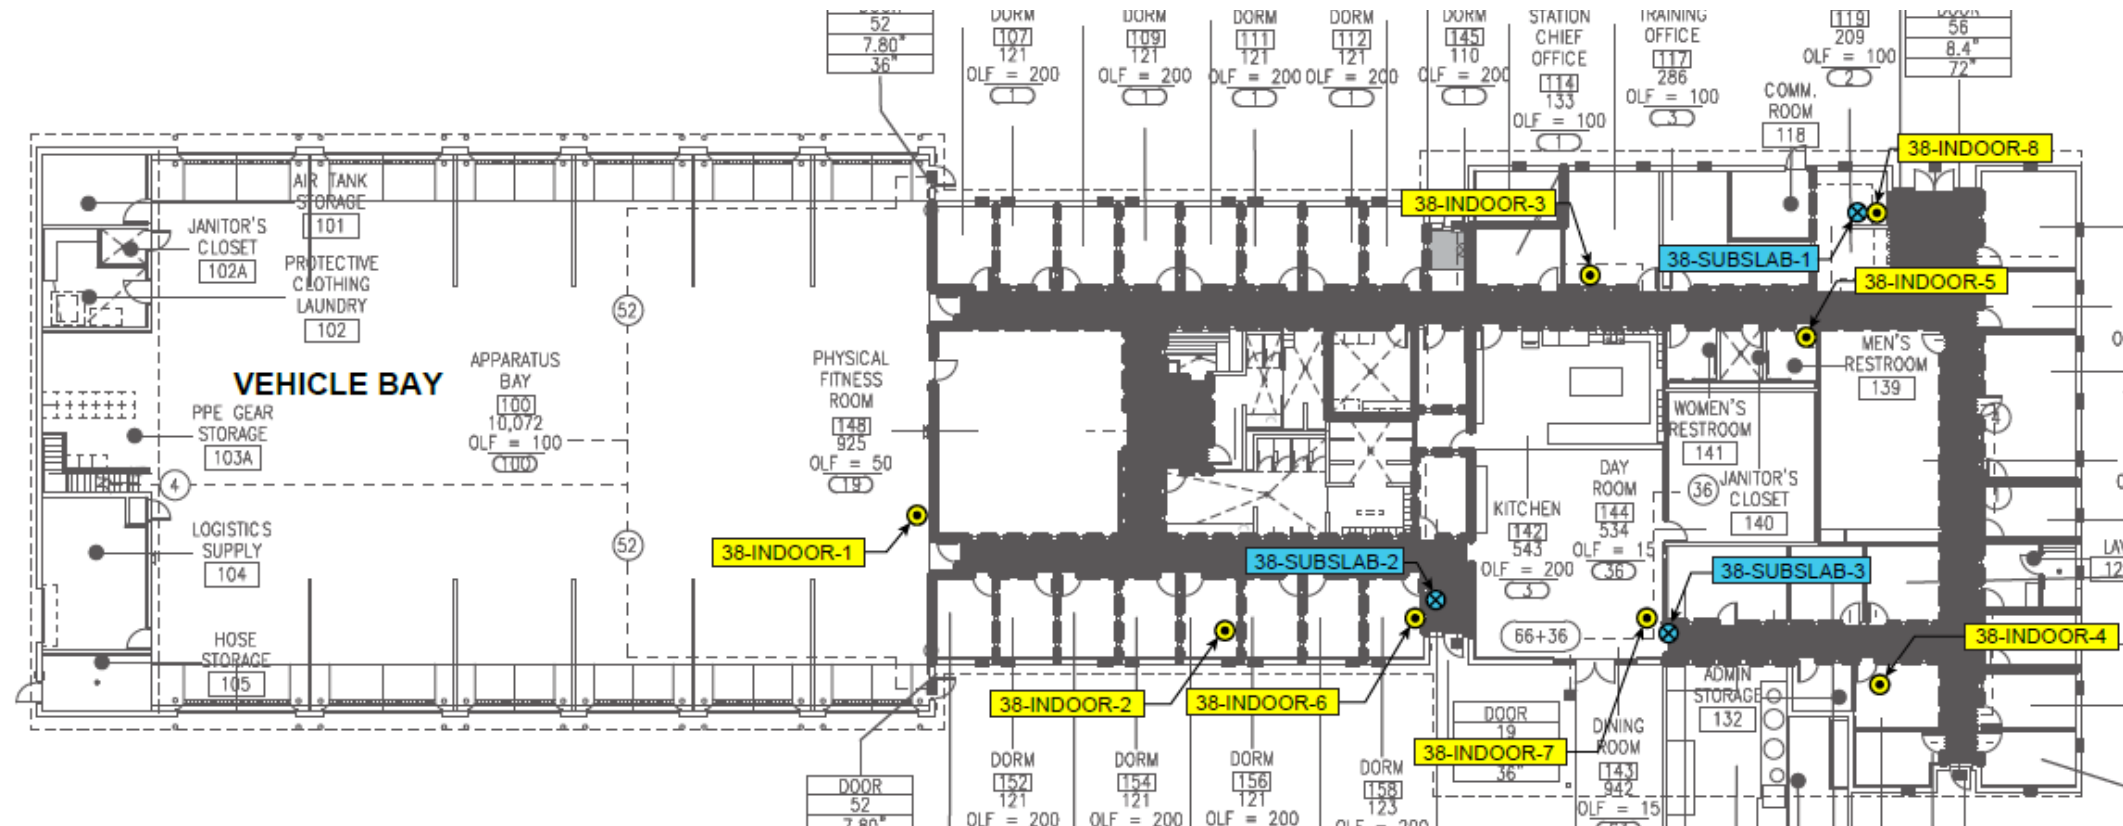 DOOR
52
7.80"
36"
DORM
107
121
OLF = 200
1
DORM
109
121
OLF = 200
1
DORM
111
121
OLF = 200
1
DORM
112
121
OLF = 200
1
DORM
145
110
OLF = 200
1
STATION
CHIEF
OFFICE
114
133
OLF = 100
1
TRAINING
OFFICE
117
286
OLF = 100
3
COMM.
ROOM
118
119
209
OLF = 100
2
DOOR
56
8.4"
72"
38-INDOOR-8
38-INDOOR-3
38-SUBSLAB-1
38-INDOOR-5
AIR TANK
STORAGE
101
JANITOR'S
CLOSET
102A
PROTECTIVE
CLOTHING
LAUNDRY
102
52
VEHICLE BAY
APPARATUS
BAY
100
10,072
OLF = 100
100
PHYSICAL
FITNESS
ROOM
148
925
OLF = 50
19
MEN'S
RESTROOM
139
PPE GEAR
STORAGE
103A
4
WOMEN'S
RESTROOM
141
36
JANITOR'S
CLOSET
140
4
KITCHEN
142
543
OLF = 200
3
DAY
ROOM
144
534
OLF = 15
36
LOGISTICS
SUPPLY
104
52
38-INDOOR-1
38-SUBSLAB-2
38-SUBSLAB-3
HOSE
STORAGE
105
66+36
38-INDOOR-4
38-INDOOR-2
38-INDOOR-6
38-INDOOR-7
ADMIN
STORAGE
132
DOOR
19
36"
DINING
ROOM
143
942
OLF = 15
DOOR
52
7.80"
DORM
152
121
OLF = 200
DORM
154
121
OLF = 200
DORM
156
121
OLF = 200
DORM
158
123
OLF = 200